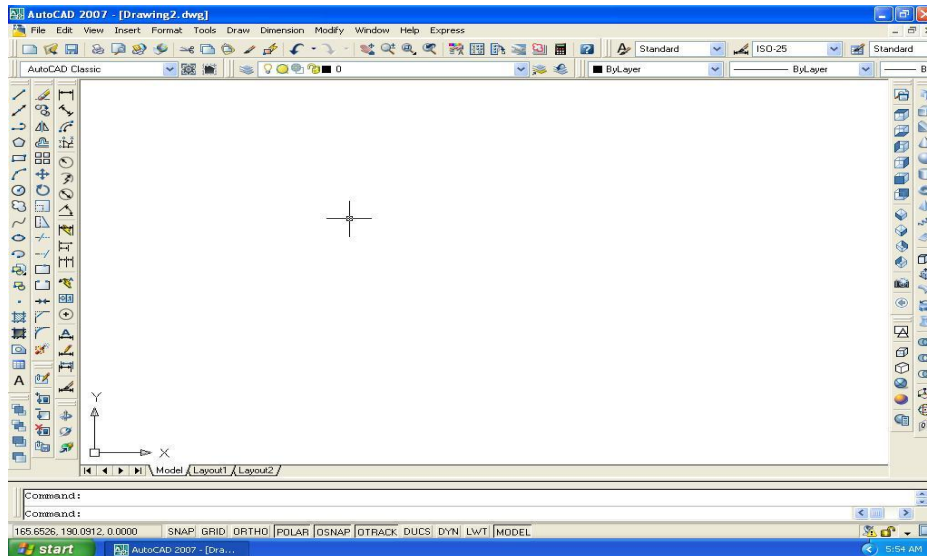 AutoCAD 2007 - [Drawing2.dwg]
File Edit View Insert Format Tools Draw Dimension Modify Window Help Express
Standard ISO-25 Standard
AutoCAD Classic 0 ByLayer ByLayer B
A
Y
X
Model Layout1 Layout2
Command:
Command:
165.6526, 190.0912, 0.0000 SNAP GRID ORTHO POLAR OSNAP OTRACK DUCS DYN LWT MODEL
start AutoCAD 2007 - [Dra... 5:54 AM